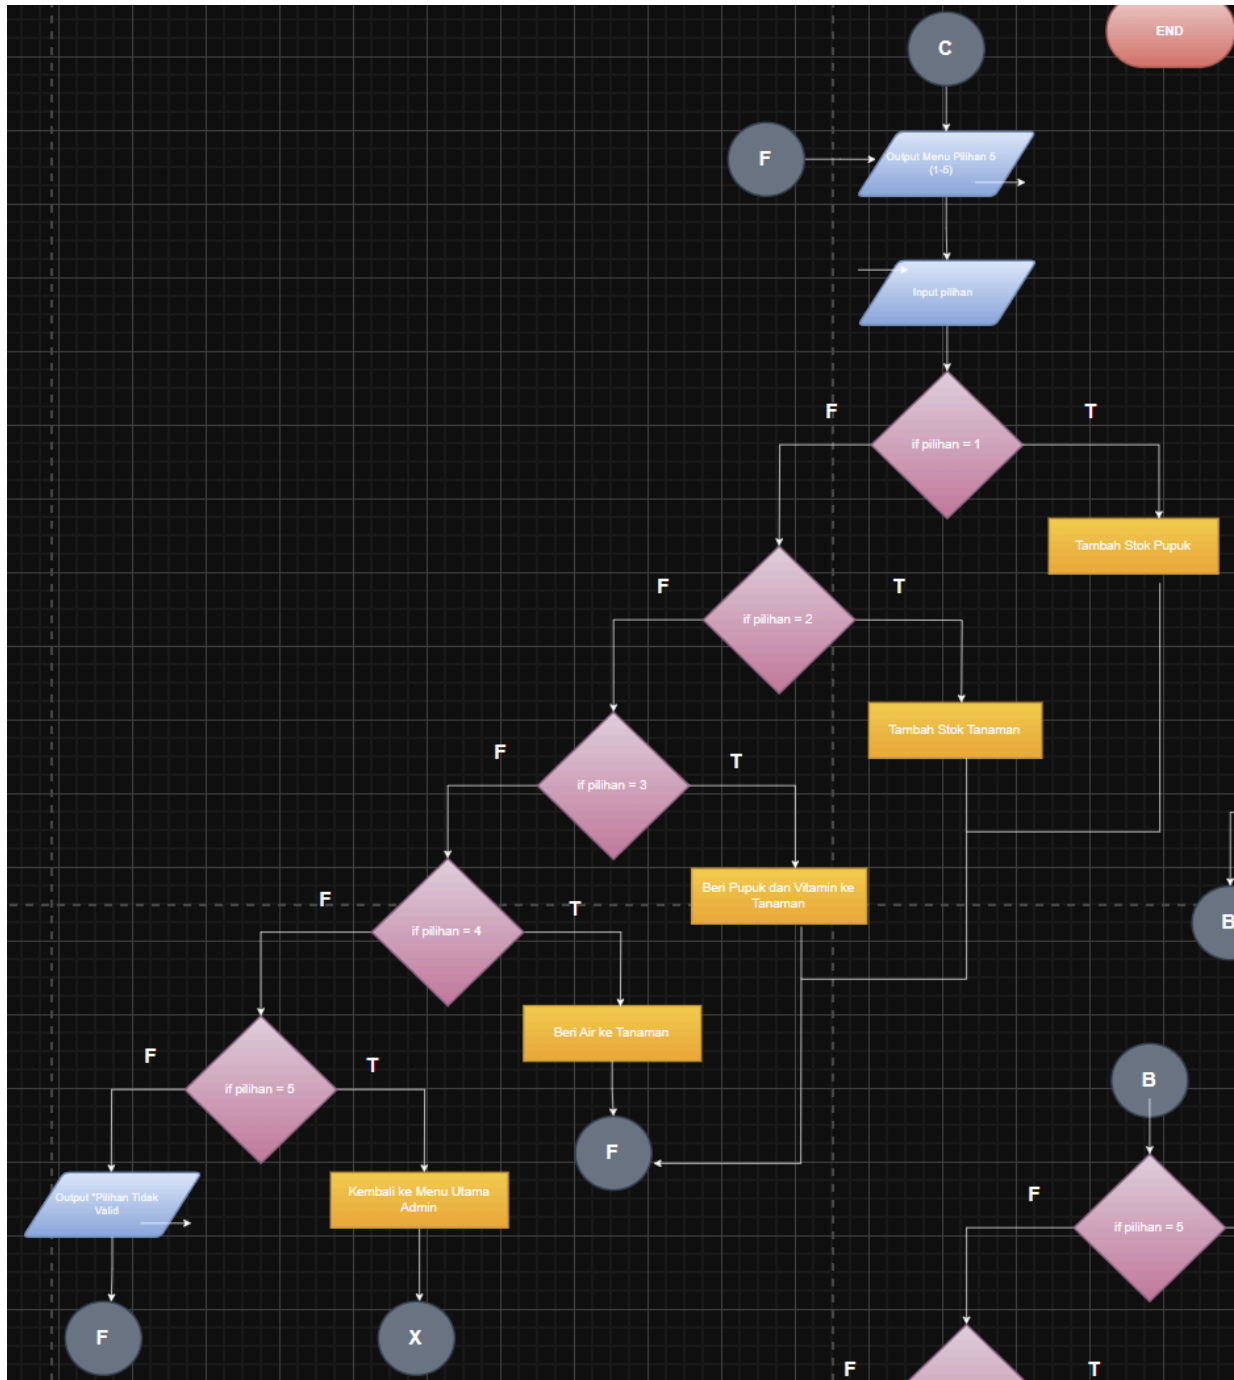 END
C
F
Output Menu Pilihan 5
(1-5)
Input pilihan
F
T
if pilihan = 1
Tambah Stok Pupuk
F
T
if pilihan = 2
Tambah Stok Tanaman
F
T
if pilihan = 3
Beri Pupuk dan Vitamin ke
Tanaman
F
T
if pilihan = 4
B
Beri Air ke Tanaman
F
T
if pilihan = 5
B
F
Output "Pilihan Tidak
Valid
Kembali ke Menu Utama
Admin
F
if pilihan = 5
F
X
F
T